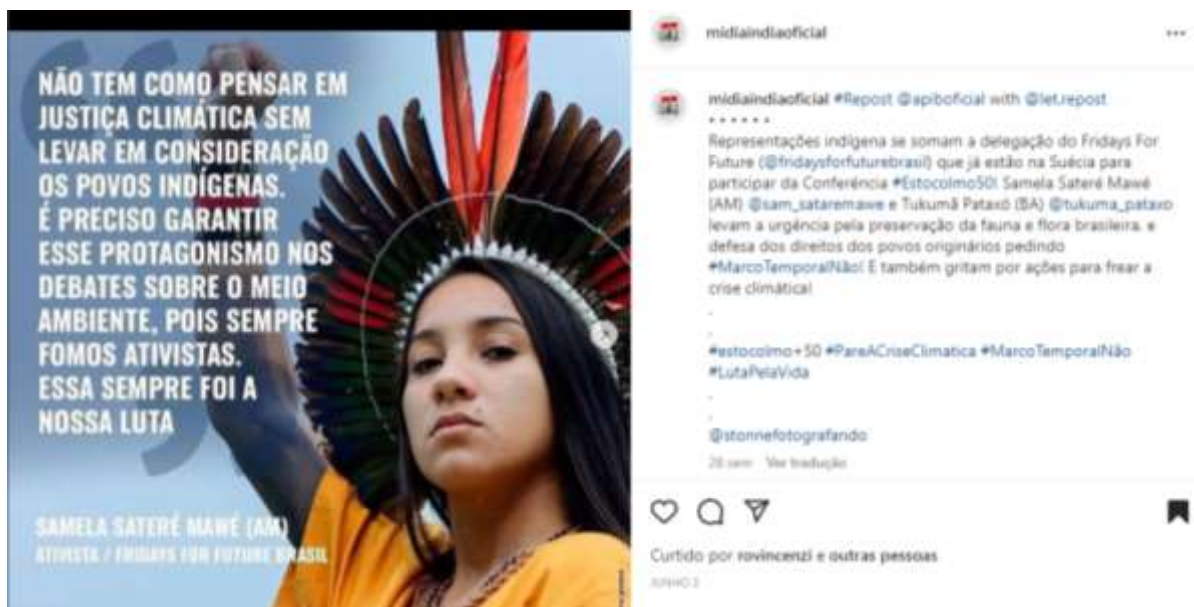 NÃO TEM COMO PENSAR EM
JUSTIÇA CLIMÁTICA SEM
LEVAR EM CONSIDERAÇÃO
OS POVOS INDÍGENAS.
É PRECISO GARANTIR
ESSE PROTAGONISMO NOS
DEBATES SOBRE O MEIO
AMBIENTE, POIS SEMPRE
FOMOS ATIVISTAS.
ESSA SEMPRE FOI A
NOSSA LUTA
SAMELA SATERÉ MAWÉ (AM)
ATIVISTA / FRIDAYS FOR FUTURE BRASIL
midiaindiaoficial
midiaindiaoficial #Repost @apiboficial with @let.repost
• • • • • •
Representações indígena se somam a delegação do Fridays For
Future (@fridaysforfuturebrasil) que já estão na Suécia para
participar da Conferência #Estocolmo50! Samela Sateré Mawé
(AM) @sam_sataremawe e Tukumã Pataxó (BA) @tukuma_pataxo
levam a urgência pela preservação da fauna e flora brasileira, e
defesa dos direitos dos povos originários pedindo
#MarcoTemporalNão! E também gritam por ações para frear a
crise climática!
.
.
#estocolmo+50 #PareACriseClimatica #MarcoTemporalNão
#LutaPelaVida
.
.
@stonnefotografando
26 sem Ver tradução
Curtido por rovincenzi e outras pessoas
JUNHO 3